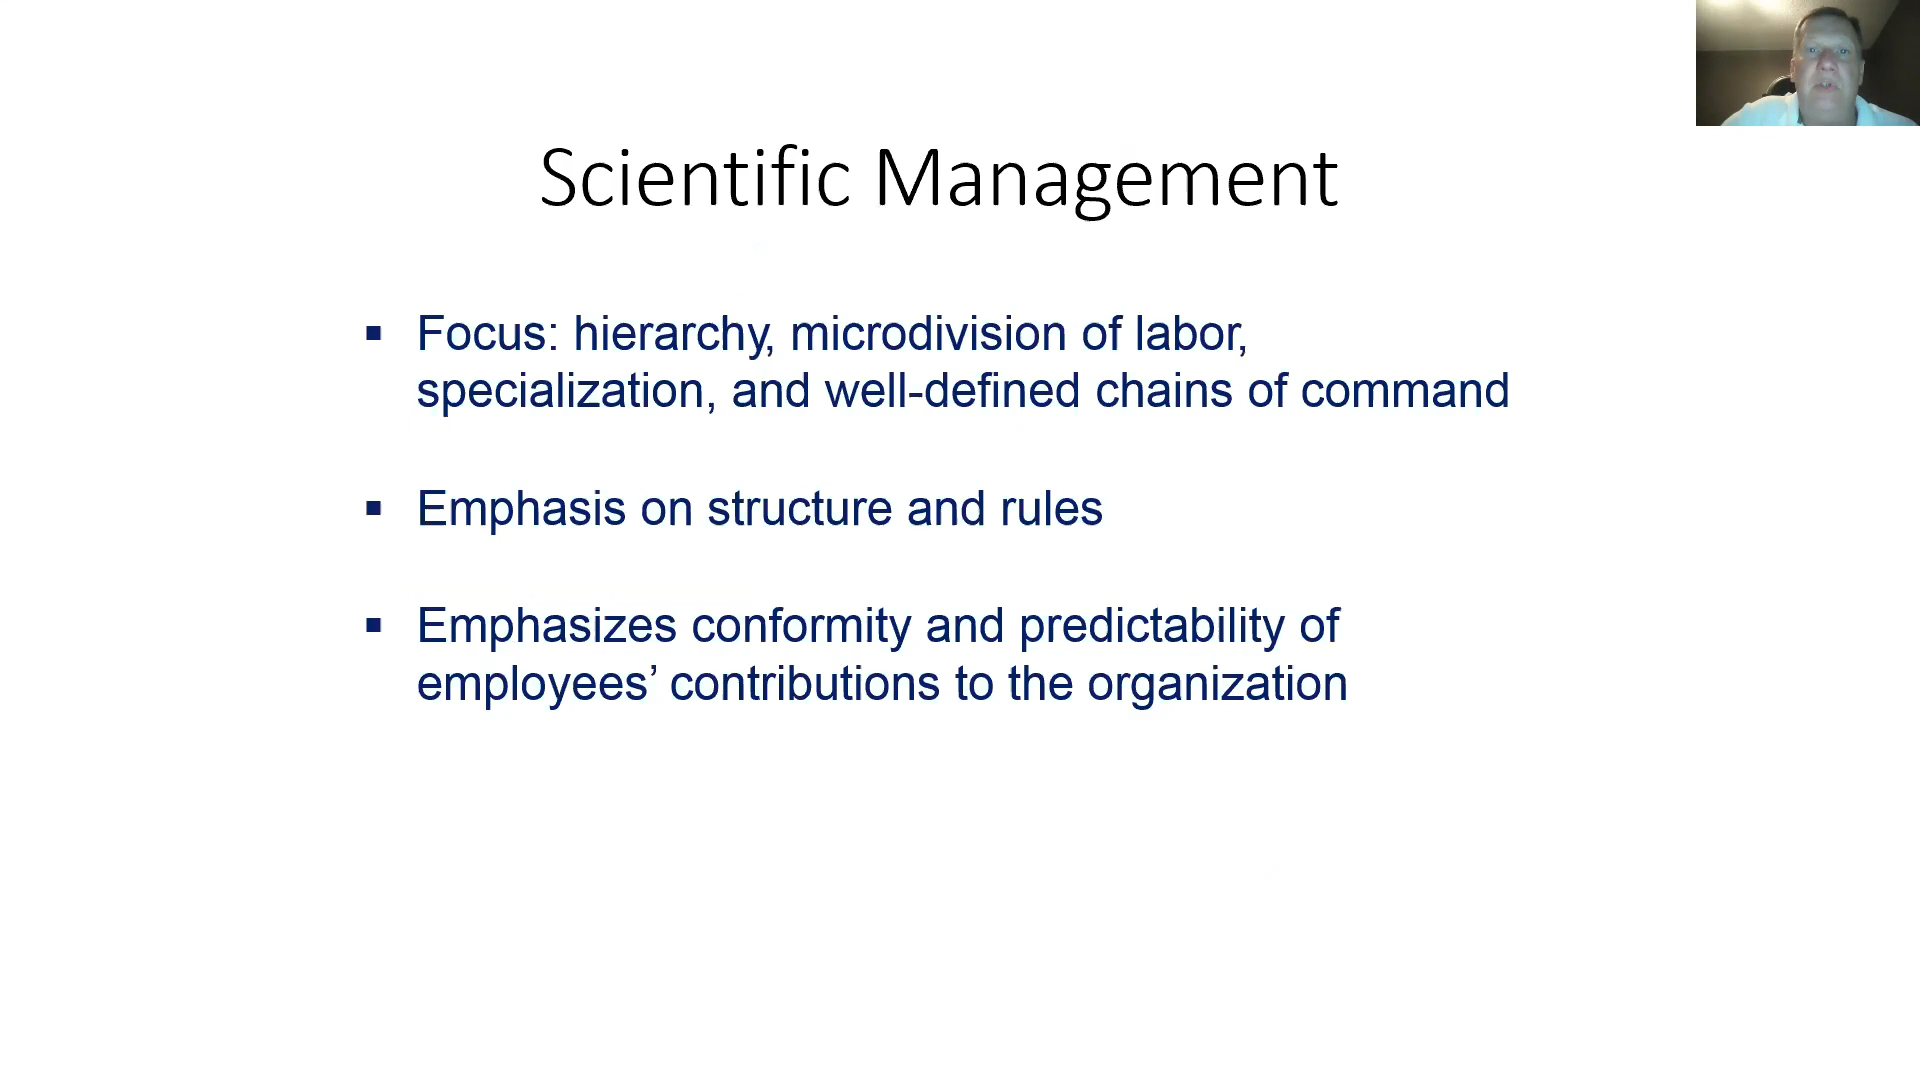 Scientific Management
▪ Focus: hierarchy, microdivision of labor,
specialization, and well-defined chains of command
▪ Emphasis on structure and rules
▪ Emphasizes conformity and predictability of
employees’ contributions to the organization